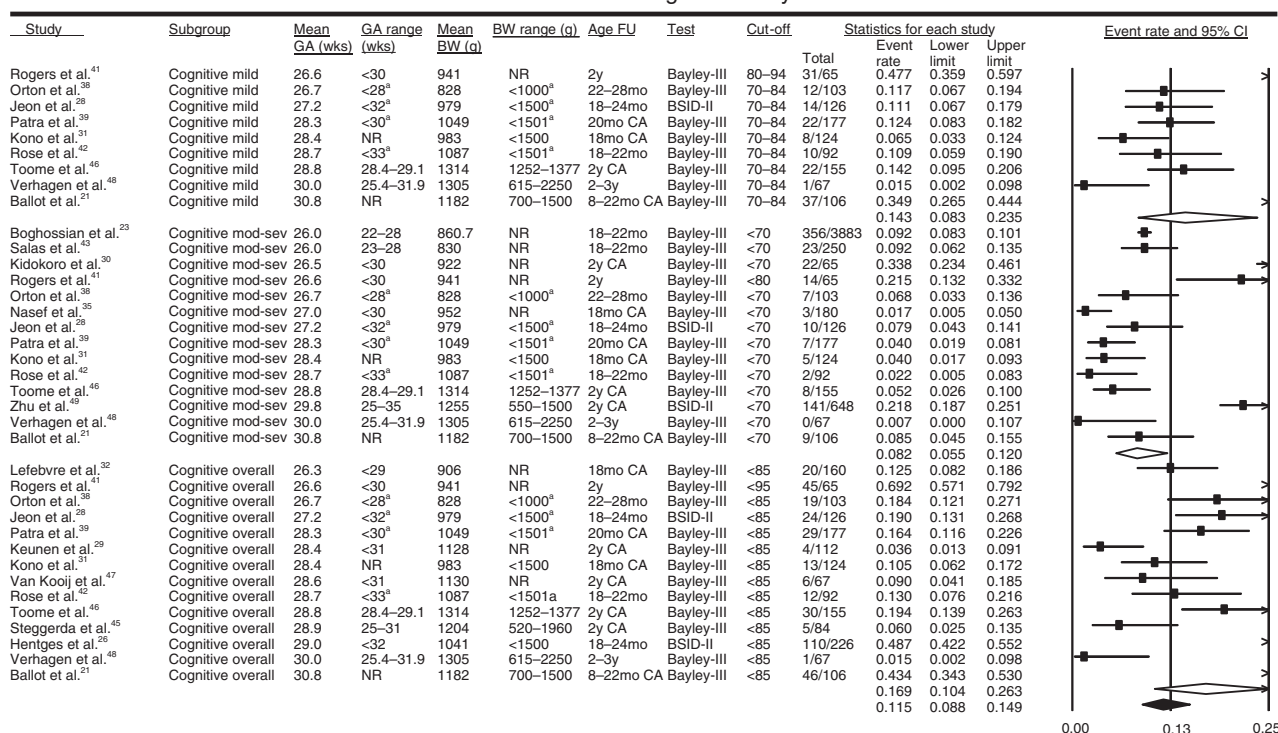 Study Subgroup Mean GA (wks) GA range (wks) Mean BW (g) BW range (g) Age FU Test Cut-off Statistics for each study Event rate and 95% CI
Total Event rate Lower limit Upper limit
Rogers et al.41 Cognitive mild 26.6 <30 941 NR 2y Bayley-III 80–94 31/65 0.477 0.359 0.597
Orton et al.38 Cognitive mild 26.7 <28a 828 <1000a 22–28mo Bayley-III 70–84 12/103 0.117 0.067 0.194
Jeon et al.28 Cognitive mild 27.2 <32a 979 <1500a 18–24mo BSID-II 70–84 14/126 0.111 0.067 0.179
Patra et al.39 Cognitive mild 28.3 <30a 1049 <1501a 20mo CA Bayley-III 70–84 22/177 0.124 0.083 0.182
Kono et al.31 Cognitive mild 28.4 NR 983 <1500 18mo CA Bayley-III 70–84 8/124 0.065 0.033 0.124
Rose et al.42 Cognitive mild 28.7 <33a 1087 <1501a 18–22mo Bayley-III 70–84 10/92 0.109 0.059 0.190
Toome et al.46 Cognitive mild 28.8 28.4–29.1 1314 1252–1377 2y CA Bayley-III 70–84 22/155 0.142 0.095 0.206
Verhagen et al.48 Cognitive mild 30.0 25.4–31.9 1305 615–2250 2–3y Bayley-III 70–84 1/67 0.015 0.002 0.098
Ballot et al.21 Cognitive mild 30.8 NR 1182 700–1500 8–22mo CA Bayley-III 70–84 37/106 0.349 0.265 0.444
0.143 0.083 0.235
Boghossian et al.23 Cognitive mod-sev 26.0 22–28 860.7 NR 18–22mo Bayley-III <70 356/3883 0.092 0.083 0.101
Salas et al.43 Cognitive mod-sev 26.0 23–28 830 NR 18–22mo Bayley-III <70 23/250 0.092 0.062 0.135
Kidokoro et al.30 Cognitive mod-sev 26.5 <30 922 NR 2y CA Bayley-III <70 22/65 0.338 0.234 0.461
Rogers et al.41 Cognitive mod-sev 26.6 <30 941 NR 2y Bayley-III <80 14/65 0.215 0.132 0.332
Orton et al.38 Cognitive mod-sev 26.7 <28a 828 <1000a 22–28mo Bayley-III <70 7/103 0.068 0.033 0.136
Nasef et al.35 Cognitive mod-sev 27.0 <30 952 NR 18mo CA Bayley-III <70 3/180 0.017 0.005 0.050
Jeon et al.28 Cognitive mod-sev 27.2 <32a 979 <1500a 18–24mo BSID-II <70 10/126 0.079 0.043 0.141
Patra et al.39 Cognitive mod-sev 28.3 <30a 1049 <1501a 20mo CA Bayley-III <70 7/177 0.040 0.019 0.081
Kono et al.31 Cognitive mod-sev 28.4 NR 983 <1500 18mo CA Bayley-III <70 5/124 0.040 0.017 0.093
Rose et al.42 Cognitive mod-sev 28.7 <33a 1087 <1501a 18–22mo Bayley-III <70 2/92 0.022 0.005 0.083
Toome et al.46 Cognitive mod-sev 28.8 28.4–29.1 1314 1252–1377 2y CA Bayley-III <70 8/155 0.052 0.026 0.100
Zhu et al.49 Cognitive mod-sev 29.8 25–35 1255 550–1500 2y CA BSID-II <70 141/648 0.218 0.187 0.251
Verhagen et al.48 Cognitive mod-sev 30.0 25.4–31.9 1305 615–2250 2–3y Bayley-III <70 0/67 0.007 0.000 0.107
Ballot et al.21 Cognitive mod-sev 30.8 NR 1182 700–1500 8–22mo CA Bayley-III <70 9/106 0.085 0.045 0.155
0.082 0.055 0.120
Lefebvre et al.32 Cognitive overall 26.3 <29 906 NR 18mo CA Bayley-III <85 20/160 0.125 0.082 0.186
Rogers et al.41 Cognitive overall 26.6 <30 941 NR 2y Bayley-III <95 45/65 0.692 0.571 0.792
Orton et al.38 Cognitive overall 26.7 <28a 828 <1000a 22–28mo Bayley-III <85 19/103 0.184 0.121 0.271
Jeon et al.28 Cognitive overall 27.2 <32a 979 <1500a 18–24mo BSID-II <85 24/126 0.190 0.131 0.268
Patra et al.39 Cognitive overall 28.3 <30a 1049 <1501a 20mo CA Bayley-III <85 29/177 0.164 0.116 0.226
Keunen et al.29 Cognitive overall 28.4 <31 1128 NR 2y CA Bayley-III <85 4/112 0.036 0.013 0.091
Kono et al.31 Cognitive overall 28.4 NR 983 <1500 18mo CA Bayley-III <85 13/124 0.105 0.062 0.172
Van Kooij et al.47 Cognitive overall 28.6 <31 1130 NR 2y CA Bayley-III <85 6/67 0.090 0.041 0.185
Rose et al.42 Cognitive overall 28.7 <33a 1087 <1501a 18–22mo Bayley-III <85 12/92 0.130 0.076 0.216
Toome et al.46 Cognitive overall 28.8 28.4–29.1 1314 1252–1377 2y CA Bayley-III <85 30/155 0.194 0.139 0.263
Steggerda et al.45 Cognitive overall 28.9 25–31 1204 520–1960 2y CA Bayley-III <85 5/84 0.060 0.025 0.135
Hentges et al.26 Cognitive overall 29.0 <32 1041 <1500 18–24mo BSID-II <85 110/226 0.487 0.422 0.552
Verhagen et al.48 Cognitive overall 30.0 25.4–31.9 1305 615–2250 2–3y Bayley-III <85 1/67 0.015 0.002 0.098
Ballot et al.21 Cognitive overall 30.8 NR 1182 700–1500 8–22mo CA Bayley-III <85 46/106 0.434 0.343 0.530
0.169 0.104 0.263
0.115 0.088 0.149
0.00 0.13 0.25